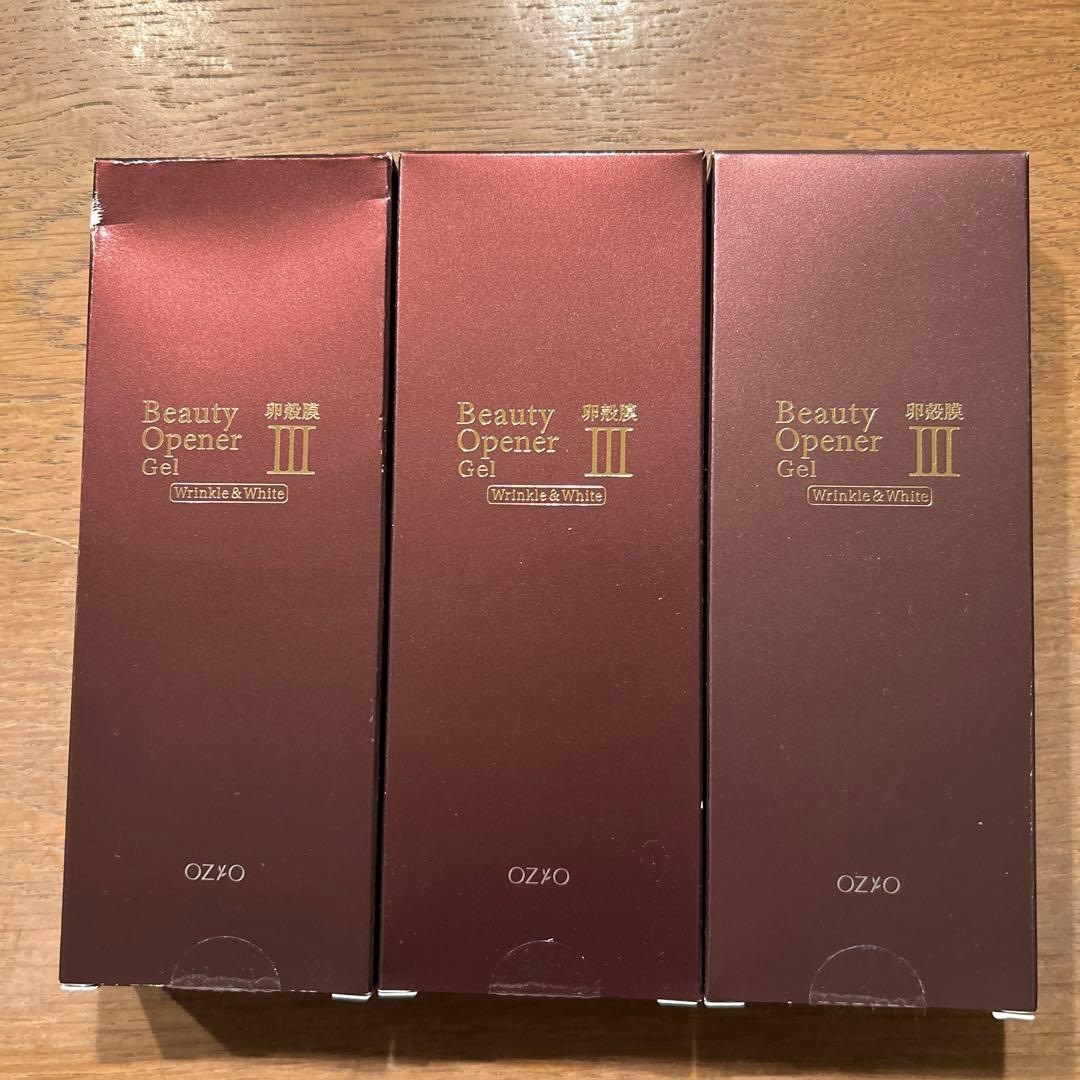 Beauty
Opener
Gel
卵殻膜
III
Wrinkle & White
OZIO
Beauty
Opener
Gel
卵殻膜
III
Wrinkle & White
OZIO
Beauty
Opener
Gel
卵殻膜
III
Wrinkle & White
OZIO